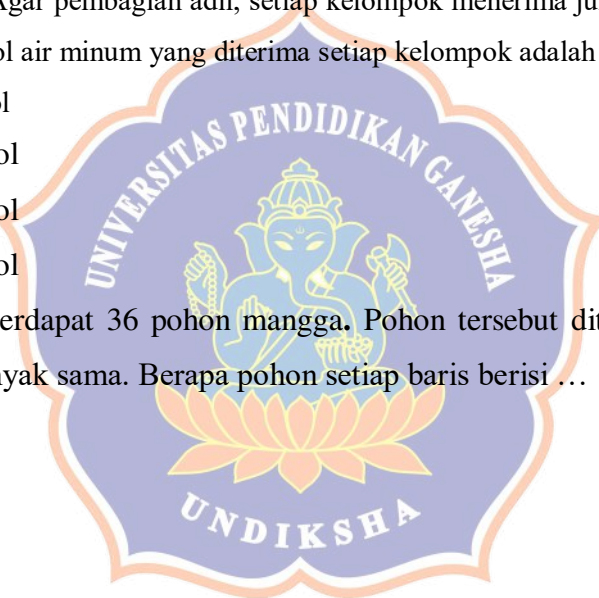 Agar pembagian adil, setiap kelompok menerima
ol air minum yang diterima setiap kelompok adalah
ol
ol
ol
ol
erdapat 36 pohon mangga. Pohon tersebut dit
yak sama. Berapa pohon setiap baris berisi …
UNIVERSITAS PENDIDIKAN GANESHA
UNDIKSHA